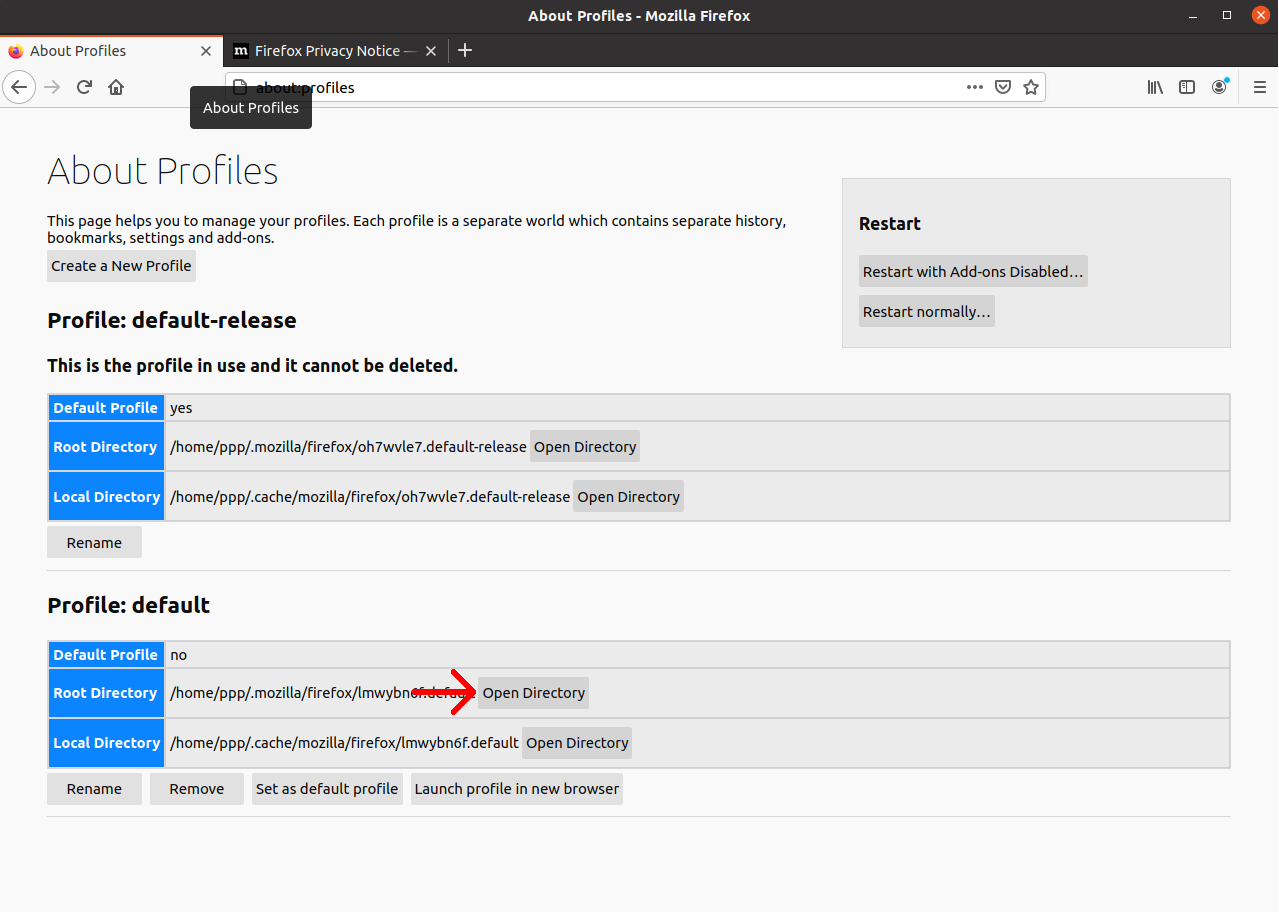 About Profiles - Mozilla Firefox
About Profiles
Firefox Privacy Notice —
about:profiles
About Profiles
About Profiles
This page helps you to manage your profiles. Each profile is a separate world which contains separate history,
bookmarks, settings and add-ons.
Create a New Profile
Restart
Restart with Add-ons Disabled…
Restart normally…
Profile: default-release
This is the profile in use and it cannot be deleted.
Default Profile yes
Root Directory /home/ppp/.mozilla/firefox/oh7wvle7.default-release Open Directory
Local Directory /home/ppp/.cache/mozilla/firefox/oh7wvle7.default-release Open Directory
Rename
Profile: default
Default Profile no
Root Directory /home/ppp/.mozilla/firefox/lmwybn6f.default Open Directory
Local Directory /home/ppp/.cache/mozilla/firefox/lmwybn6f.default Open Directory
Rename Remove Set as default profile Launch profile in new browser